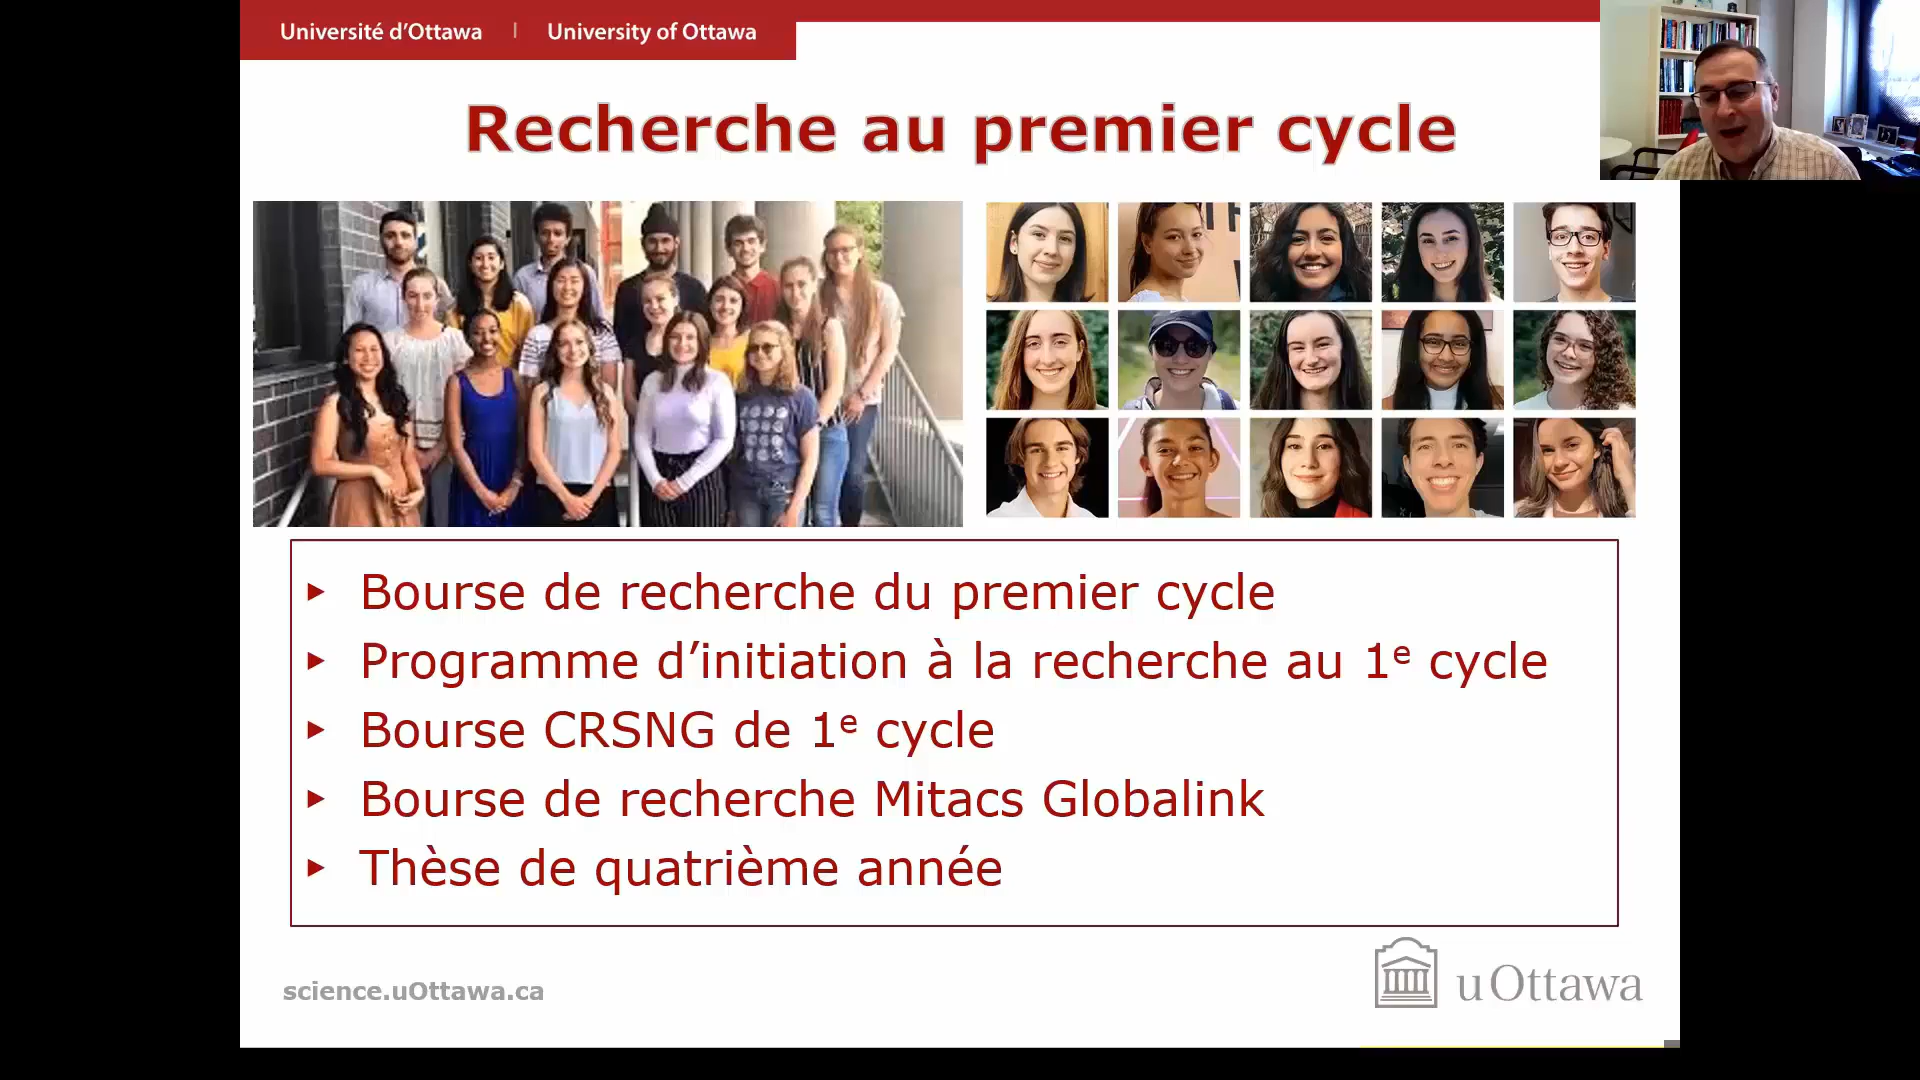 Université d'Ottawa | University of Ottawa
Recherche au premier cycle
▸ Bourse de recherche du premier cycle
▸ Programme d’initiation à la recherche au 1e cycle
▸ Bourse CRSNG de 1e cycle
▸ Bourse de recherche Mitacs Globalink
▸ Thèse de quatrième année
science.uOttawa.ca
uOttawa